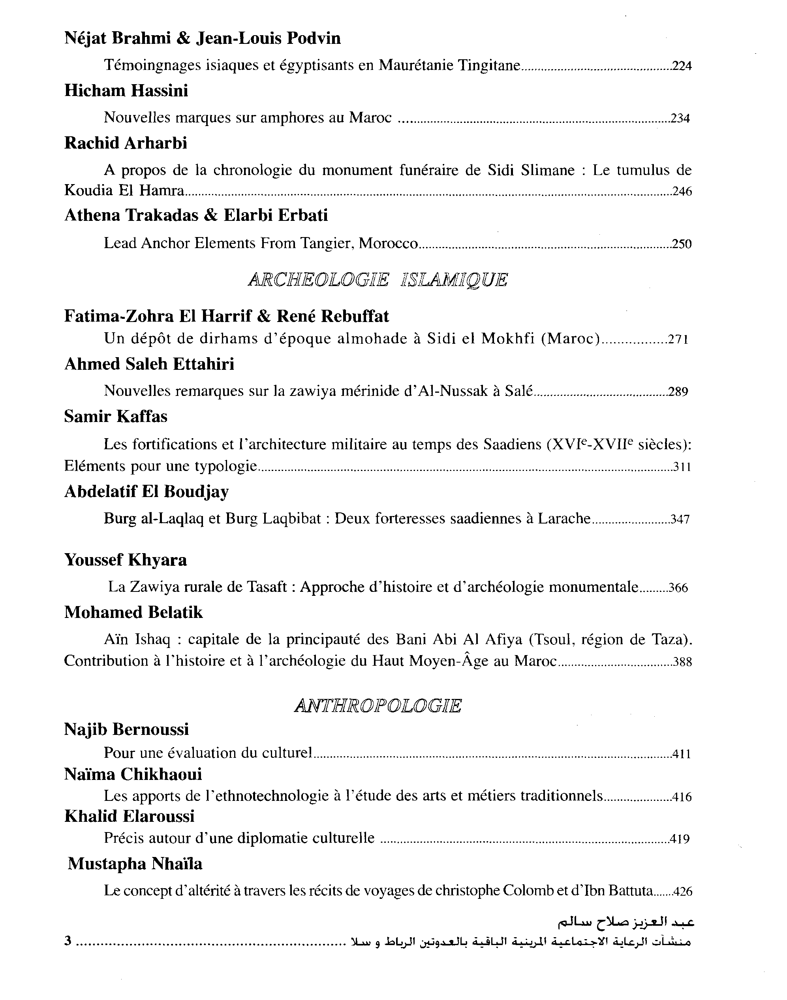 Néjat Brahmi & Jean-Louis Podvin
Témoingnages isiaques et égyptisants en Maurétanie Tingitane.............................................224
Hicham Hassini
Nouvelles marques sur amphores au Maroc ..................................................................................234
Rachid Arharbi
A propos de la chronologie du monument funéraire de Sidi Slimane : Le tumulus de
Koudia El Hamra...................................................................................................................................................246
Athena Trakadas & Elarbi Erbati
Lead Anchor Elements From Tangier, Morocco............................................................................250
ARCHEOLOGIE ISLAMIQUE
Fatima-Zohra El Harrif & René Rebuffat
Un dépôt de dirhams d'époque almohade à Sidi el Mokhfi (Maroc).................271
Ahmed Saleh Ettahiri
Nouvelles remarques sur la zawiya mérinide d'Al-Nussak à Salé........................................289
Samir Kaffas
Les fortifications et l'architecture militaire au temps des Saadiens (XVIe-XVIIe siècles):
Eléments pour une typologie.............................................................................................................................311
Abdelatif El Boudjay
Burg al-Laqlaq et Burg Laqbibat : Deux forteresses saadiennes à Larache........................347
Youssef Khyara
La Zawiya rurale de Tasaft : Approche d'histoire et d'archéologie monumentale.........366
Mohamed Belatik
Aïn Ishaq : capitale de la principauté des Bani Abi Al Afiya (Tsoul, région de Taza).
Contribution à l'histoire et à l'archéologie du Haut Moyen-Âge au Maroc...................................388
ANTHROPOLOGIE
Najib Bernoussi
Pour une évaluation du culturel............................................................................................................411
Naïma Chikhaoui
Les apports de l'ethnotechnologie à l'étude des arts et métiers traditionnels.....................416
Khalid Elaroussi
Précis autour d'une diplomatie culturelle .......................................................................................419
Mustapha Nhaïla
Le concept d'altérité à travers les récits de voyages de christophe Colomb et d'Ibn Battuta......426
عبد العزيز صلاح سالم
منشآت الرعاية الاجتماعية المرينية الباقية بالعدوتين الرباط و سلا .................................................................. 3